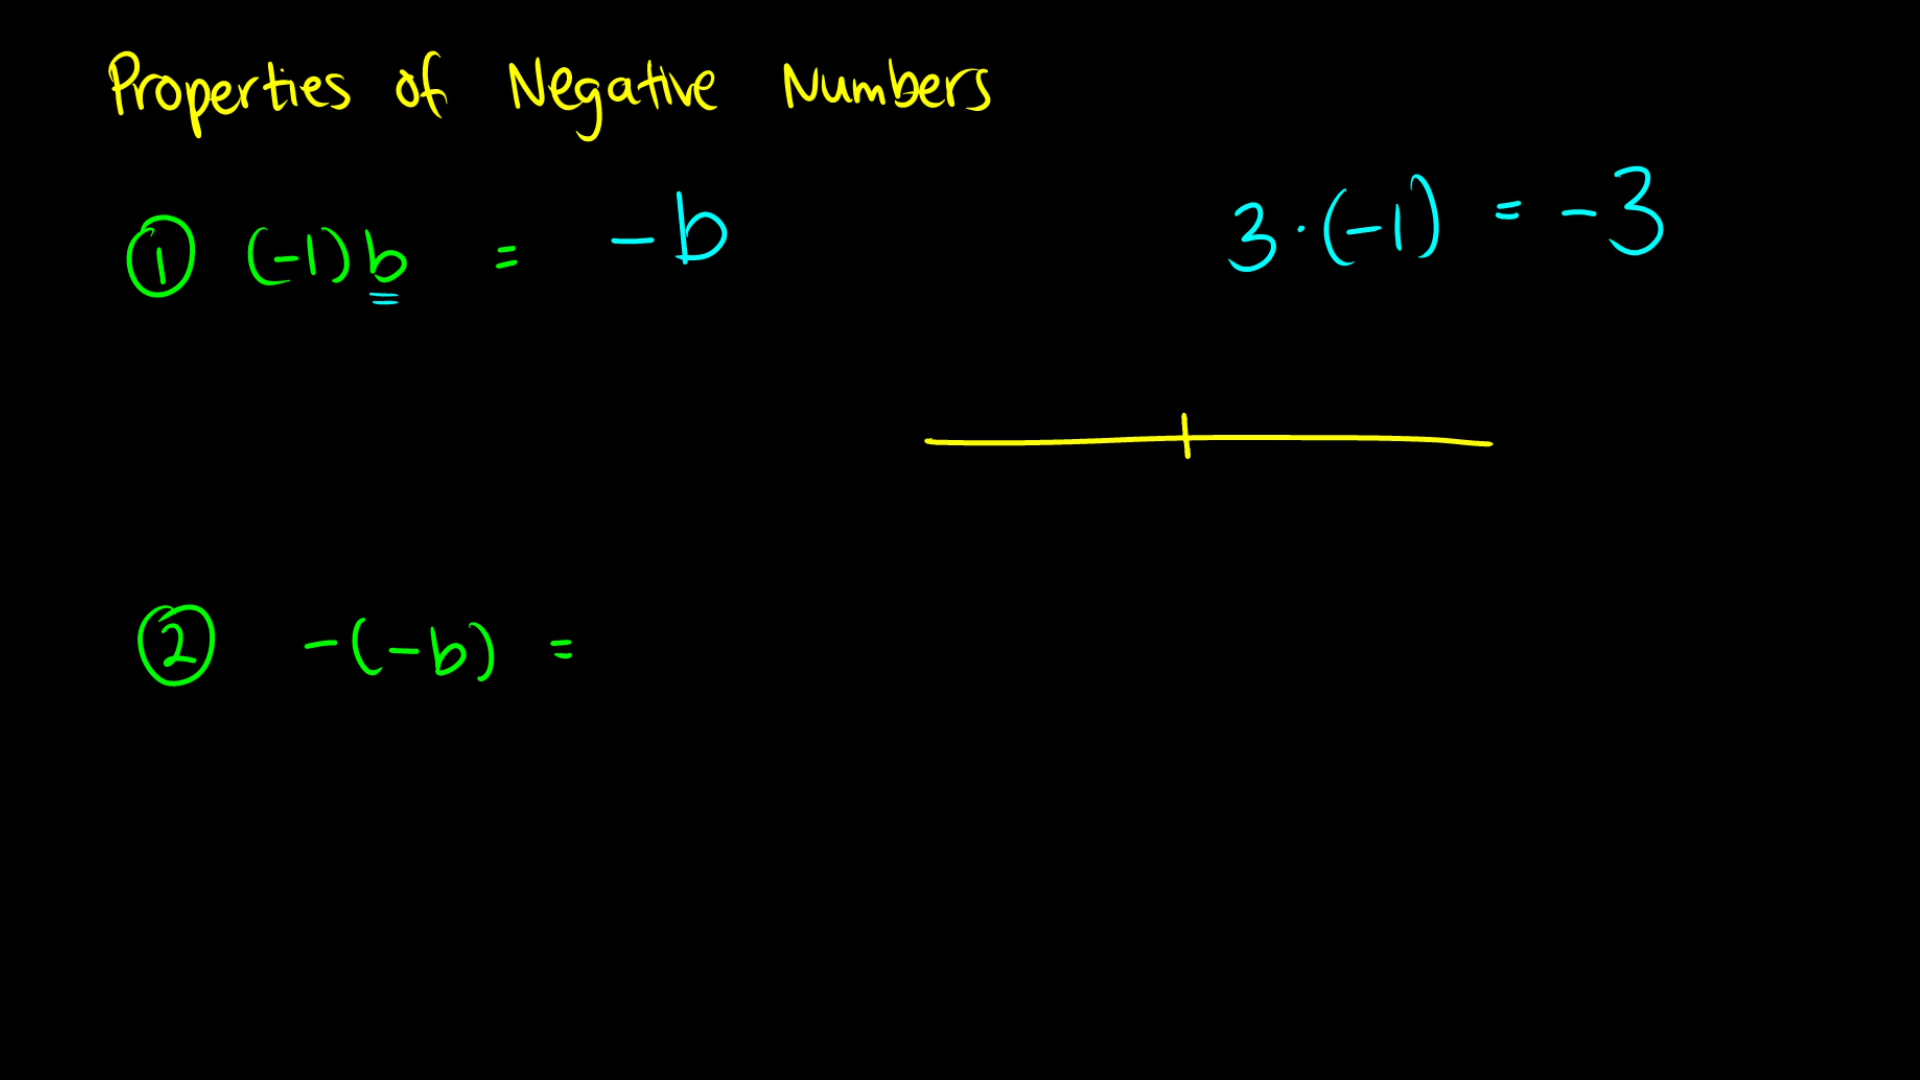 Properties of Negative Numbers
① (-1)b = -b
3·(-1) = -3
② -(-b) =